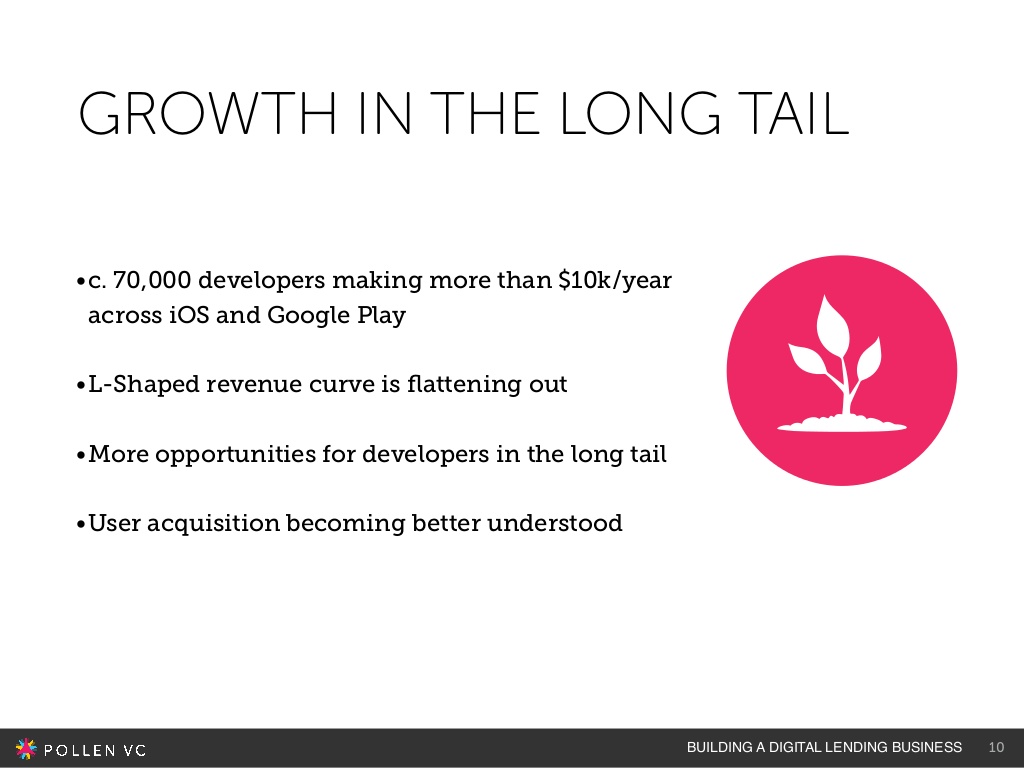 GROWTH IN THE LONG TAIL
•c. 70,000 developers making more than $10k/year
across iOS and Google Play
•L-Shaped revenue curve is flattening out
•More opportunities for developers in the long tail
•User acquisition becoming better understood
POLLEN VC
BUILDING A DIGITAL LENDING BUSINESS 10